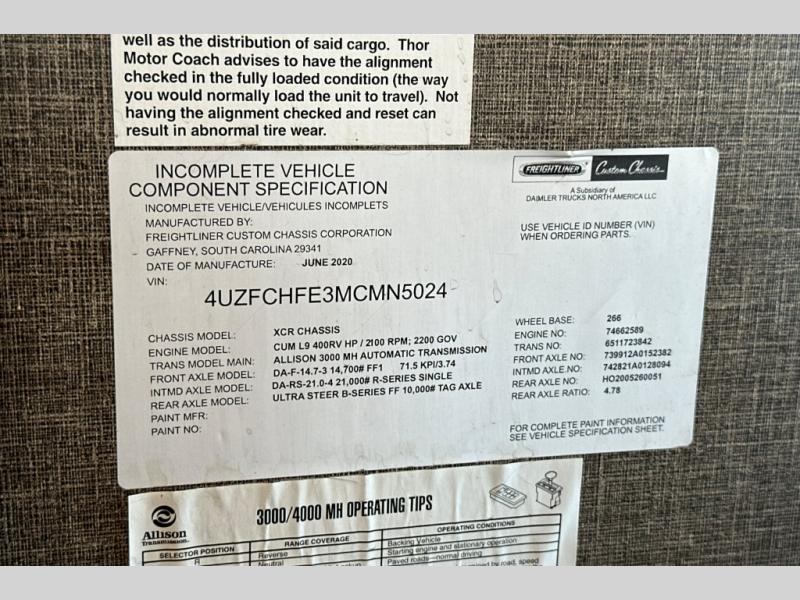 well as the distribution of said cargo. Thor
Motor Coach advises to have the alignment
checked in the fully loaded condition (the way
you would normally load the unit to travel). Not
having the alignment checked and reset can
result in abnormal tire wear.
INCOMPLETE VEHICLE
COMPONENT SPECIFICATION
INCOMPLETE VEHICLE/VEHICULES INCOMPLETS
MANUFACTURED BY:
FREIGHTLINER CUSTOM CHASSIS CORPORATION
GAFFNEY, SOUTH CAROLINA 29341
DATE OF MANUFACTURE: JUNE 2020
VIN:
4UZFCHFE3MCMN5024
FREIGHTLINER Custom Chassis
A Subsidiary of
DAIMLER TRUCKS NORTH AMERICA LLC
USE VEHICLE ID NUMBER (VIN)
WHEN ORDERING PARTS.
CHASSIS MODEL: XCR CHASSIS
ENGINE MODEL: CUM L9 400RV HP / 2100 RPM; 2200 GOV
TRANS MODEL MAIN: ALLISON 3000 MH AUTOMATIC TRANSMISSION
FRONT AXLE MODEL: DA-F-14.7-3 14,700# FF1 71.5 KPI/3.74
INTMD AXLE MODEL: DA-RS-21.0-4 21,000# R-SERIES SINGLE
REAR AXLE MODEL: ULTRA STEER B-SERIES FF 10,000# TAG AXLE
PAINT MFR:
PAINT NO:
WHEEL BASE: 266
ENGINE NO: 74662589
TRANS NO: 6511723842
FRONT AXLE NO: 739912A0152382
INTMD AXLE NO: 742821A0128094
REAR AXLE NO: HO2005260051
REAR AXLE RATIO: 4.78
FOR COMPLETE PAINT INFORMATION
SEE VEHICLE SPECIFICATION SHEET.
Allison
Transmission
3000/4000 MH OPERATING TIPS
SELECTOR POSITION RANGE COVERAGE OPERATING CONDITIONS
R Reverse Backing Vehicle
Neutral Starting engine and stationary operation
Paved roads—normal driving